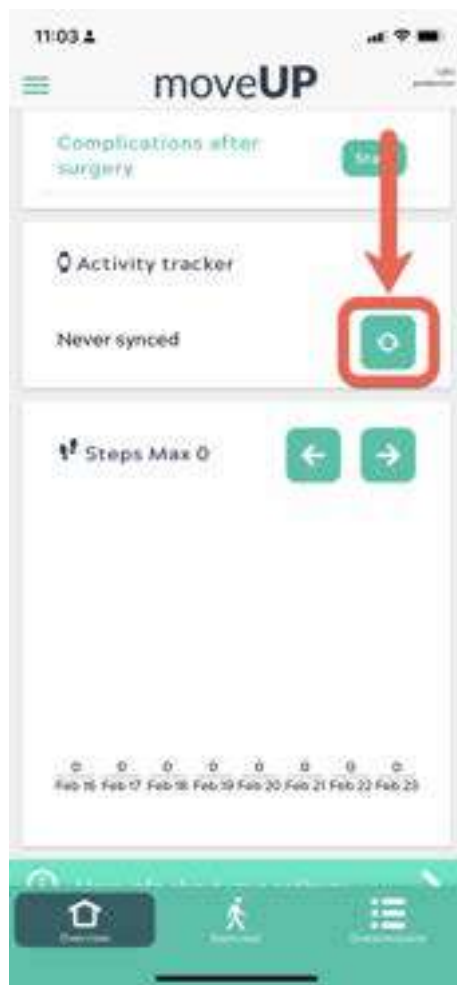 11:03
moveUP
Complications after
surgery
Activity tracker
Never synced
Steps Max 0
0 0 0 0 0 0 0 0
Feb 16 Feb 17 Feb 18 Feb 19 Feb 20 Feb 21 Feb 22 Feb 23
Overview